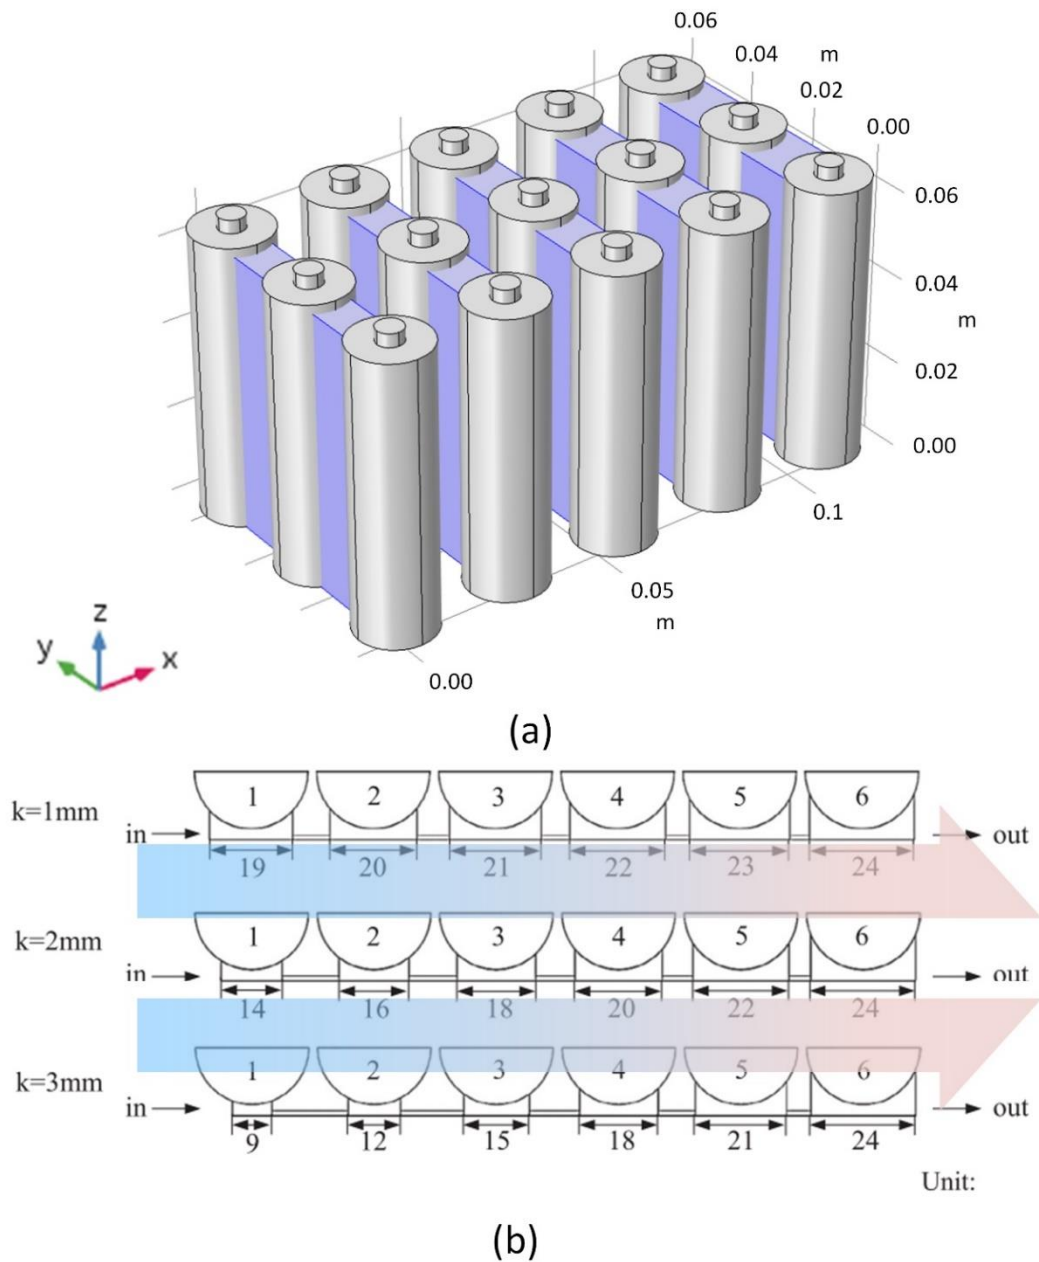 0.06
0.04
m
0.02
0.00
0.06
0.04
m
0.02
0.00
0.1
0.05
m
0.00
z
y
x
(a)
k=1mm
1 2 3 4 5 6
in
out
19 20 21 22 23 24
k=2mm
1 2 3 4 5 6
in
out
14 16 18 20 22 24
k=3mm
1 2 3 4 5 6
in
out
9 12 15 18 21 24
Unit:
(b)